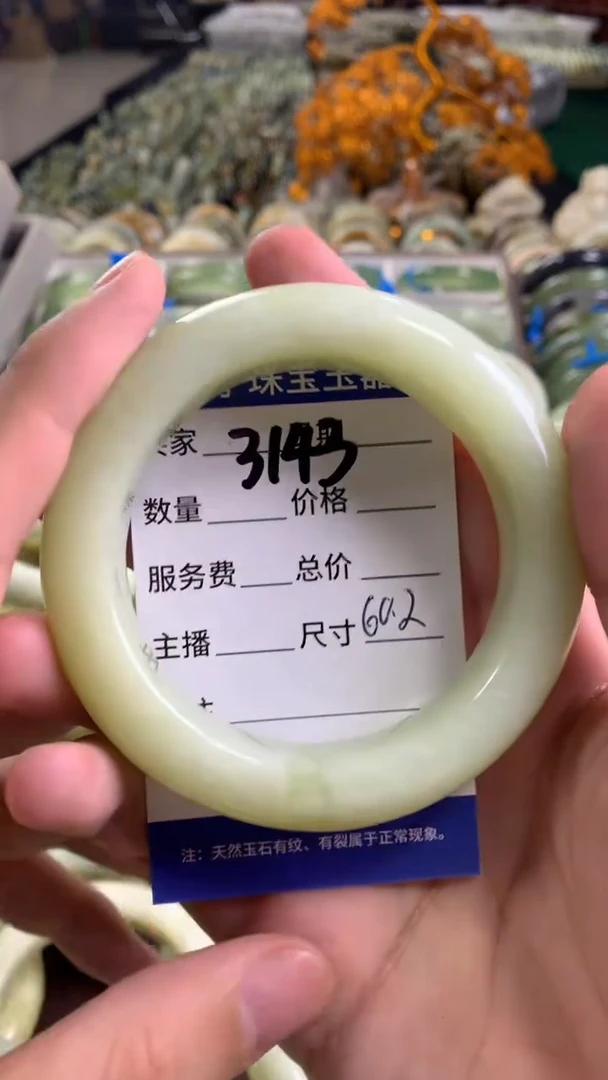 珠宝玉器
家 3143 期
数量 价格
服务费 总价
主播 尺寸 60.2
注：天然玉石有纹、有裂属于正常现象。